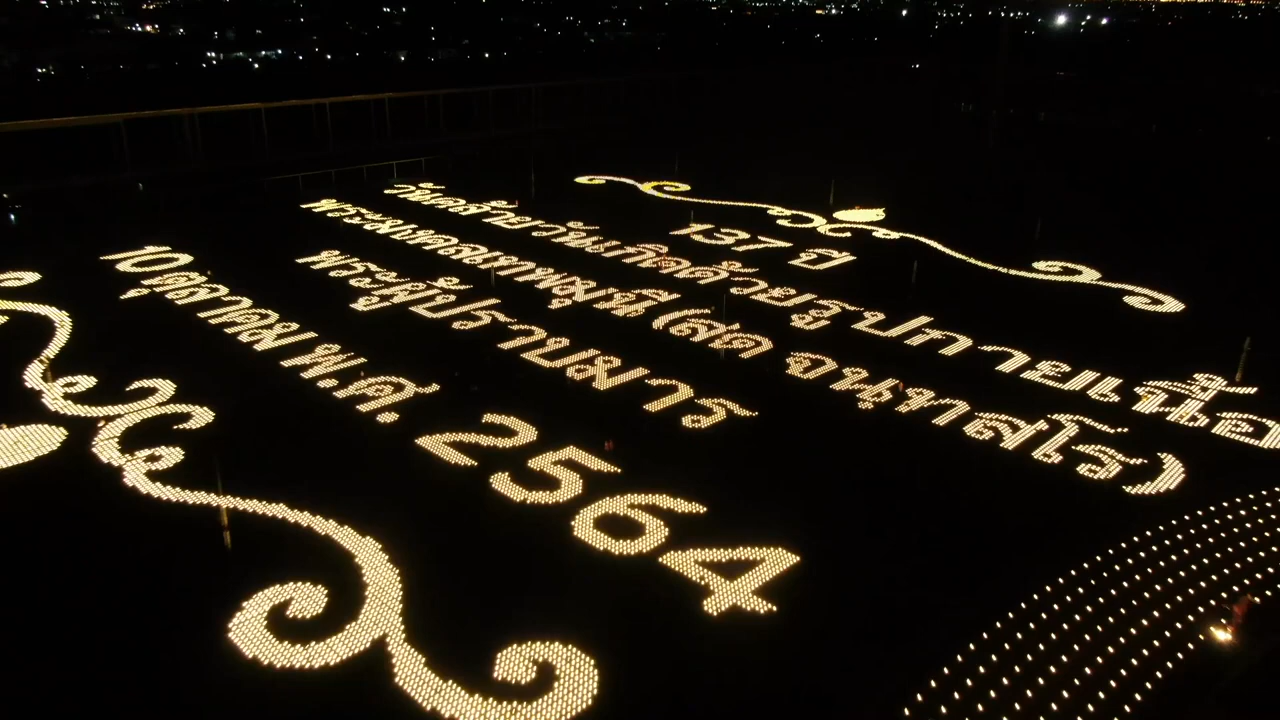 137 ปี
วันคล้ายวันเกิดด้วยรูปกายเนื้อ
พระมงคลเทพมุนี (สด จนฺทสโร)
พระผู้ปราบมาร
10 ตุลาคม พ.ศ. 2564